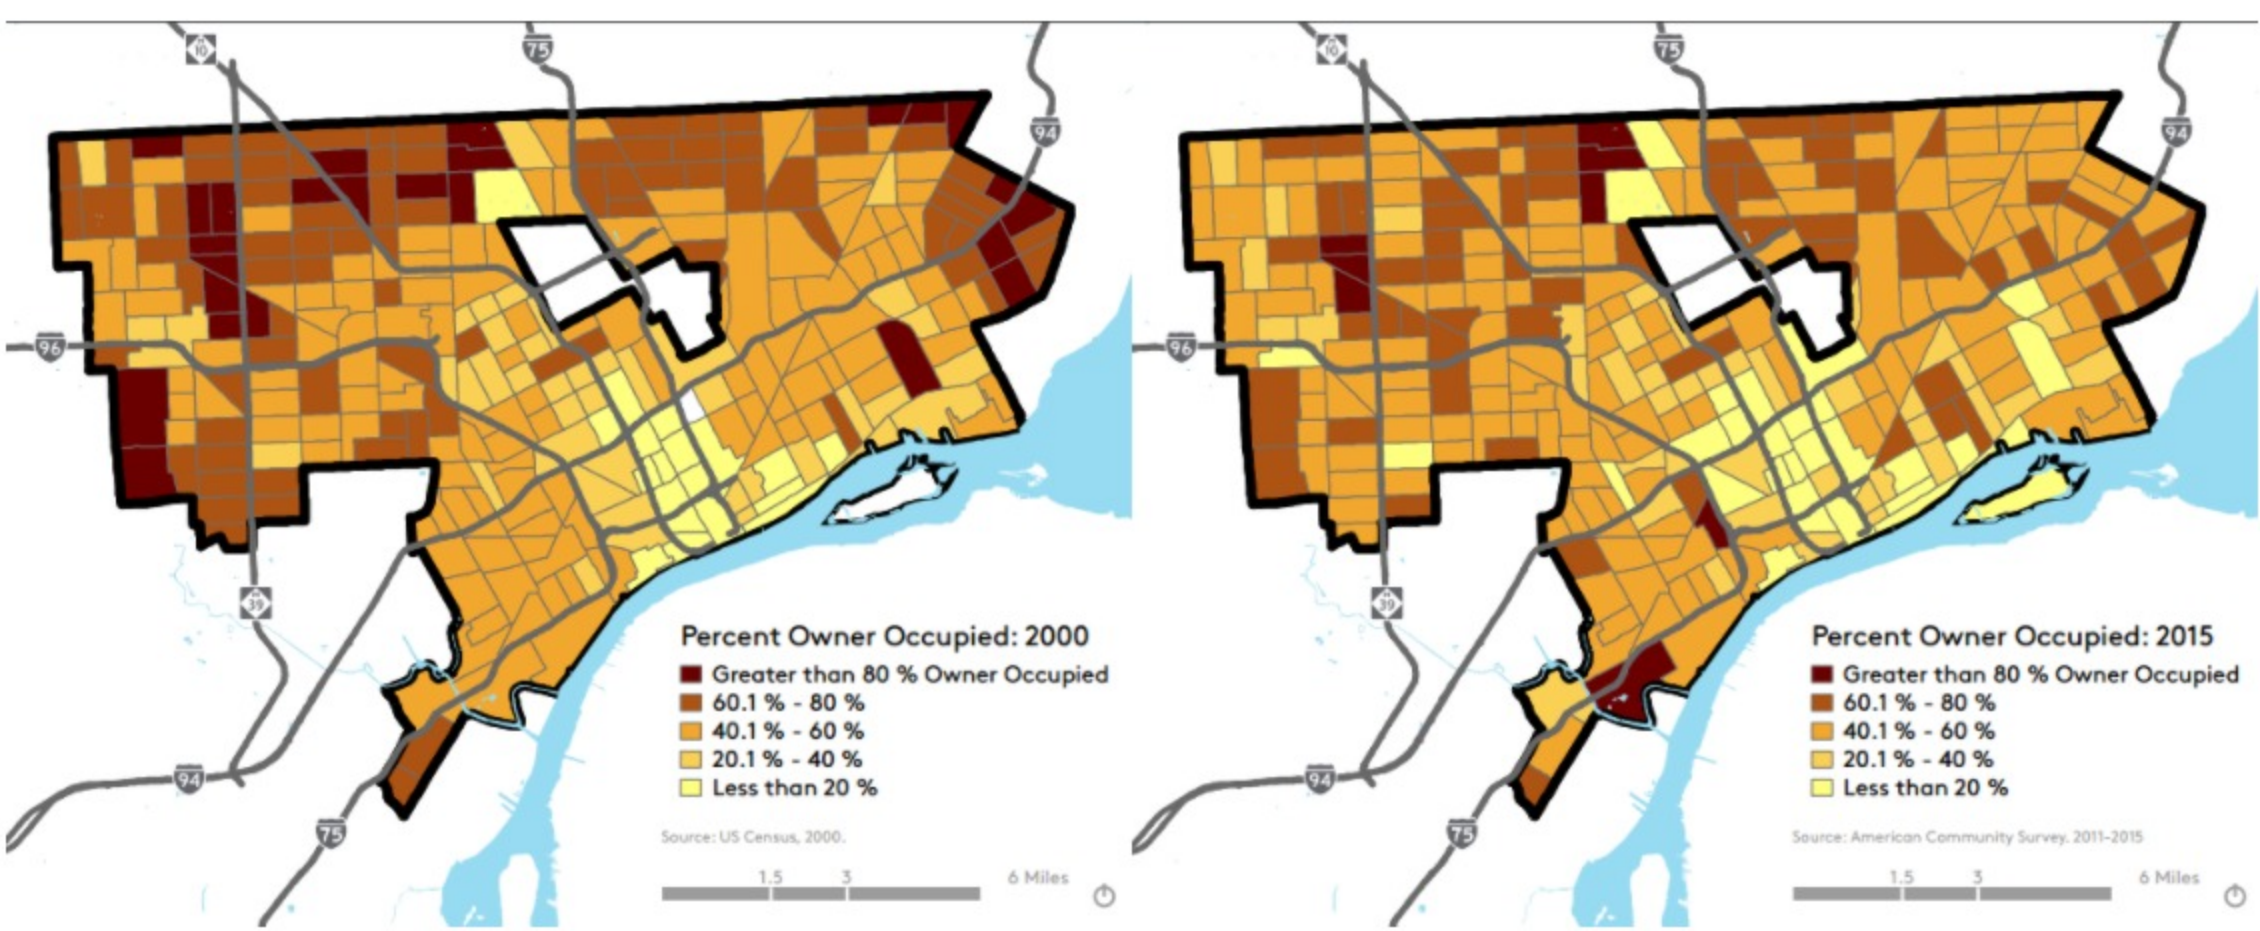 M
10
75
94
96
M
39
94
75
Percent Owner Occupied: 2000
Greater than 80 % Owner Occupied
60.1 % - 80 %
40.1 % - 60 %
20.1 % - 40 %
Less than 20 %
Source: US Census, 2000.
1.5 3 6 Miles
M
10
75
94
96
M
39
94
75
Percent Owner Occupied: 2015
Greater than 80 % Owner Occupied
60.1 % - 80 %
40.1 % - 60 %
20.1 % - 40 %
Less than 20 %
Source: American Community Survey. 2011-2015
1.5 3 6 Miles